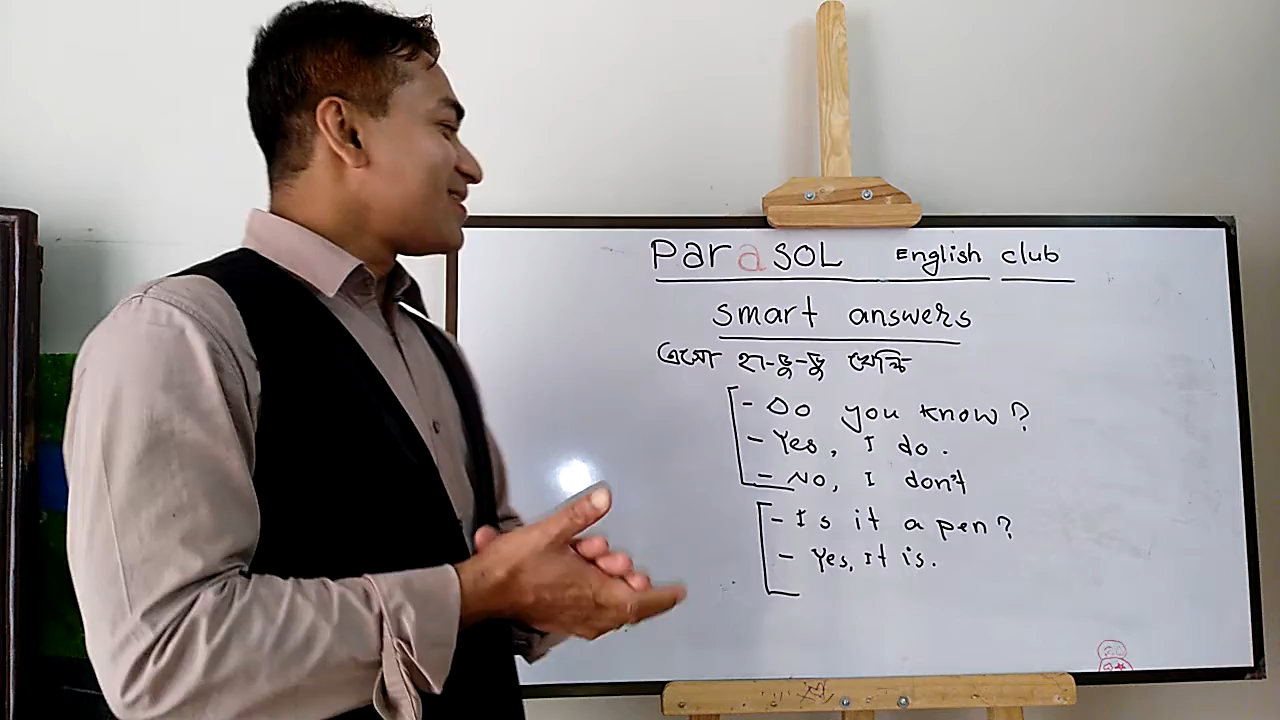 Parasol English club
smart answers
এসো হা-ডু-ডু খেলি
- Do you know?
- Yes, I do.
- No, I don't
- Is it a pen?
- Yes, It is.